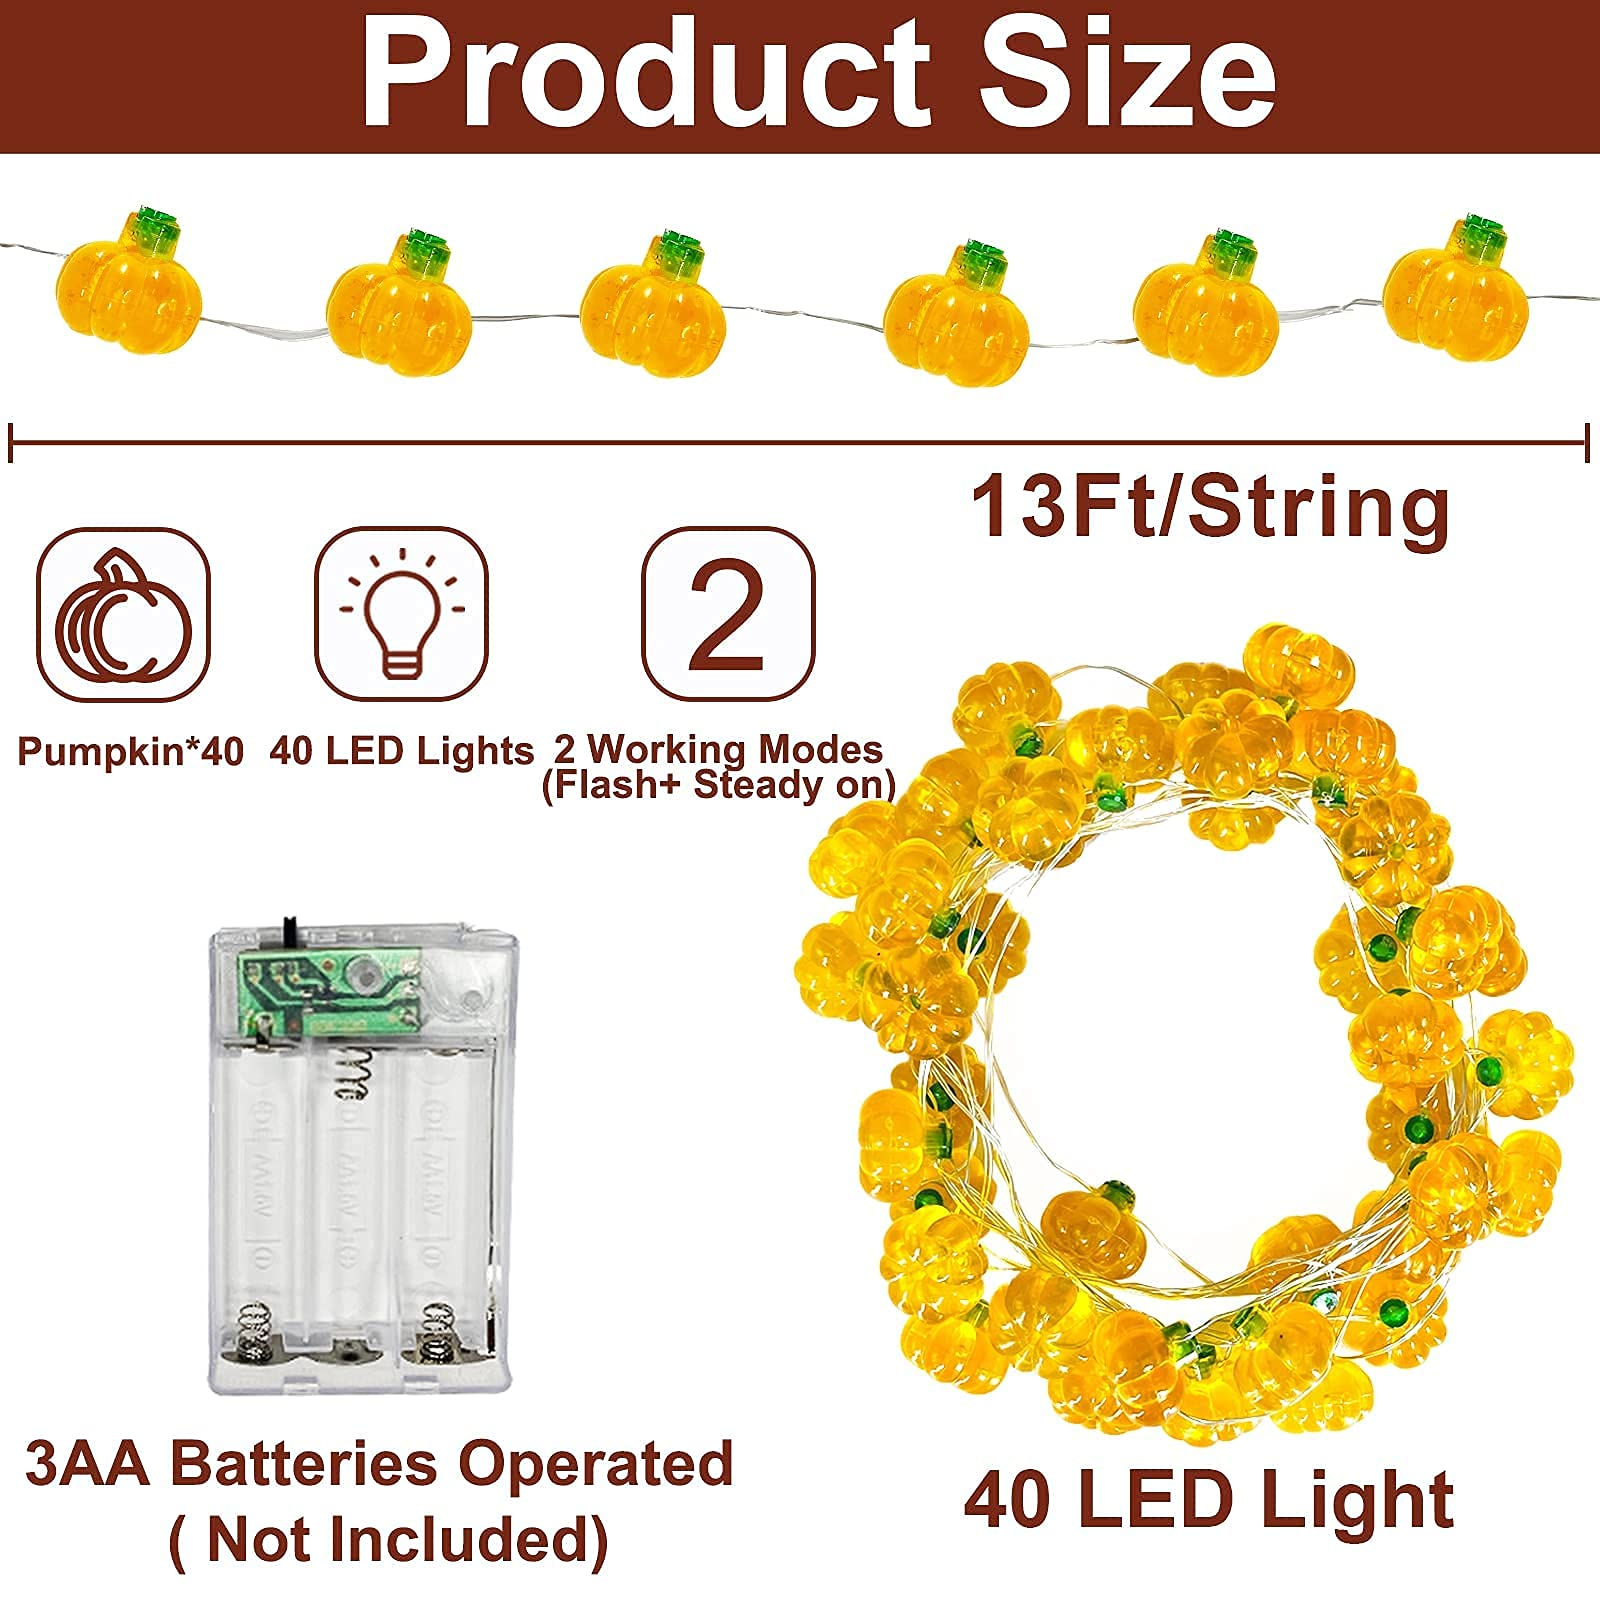 Product Size
13Ft/String
2
Pumpkin*40
40 LED Lights
2 Working Modes
(Flash+ Steady on)
3AA Batteries Operated
( Not Included)
40 LED Light